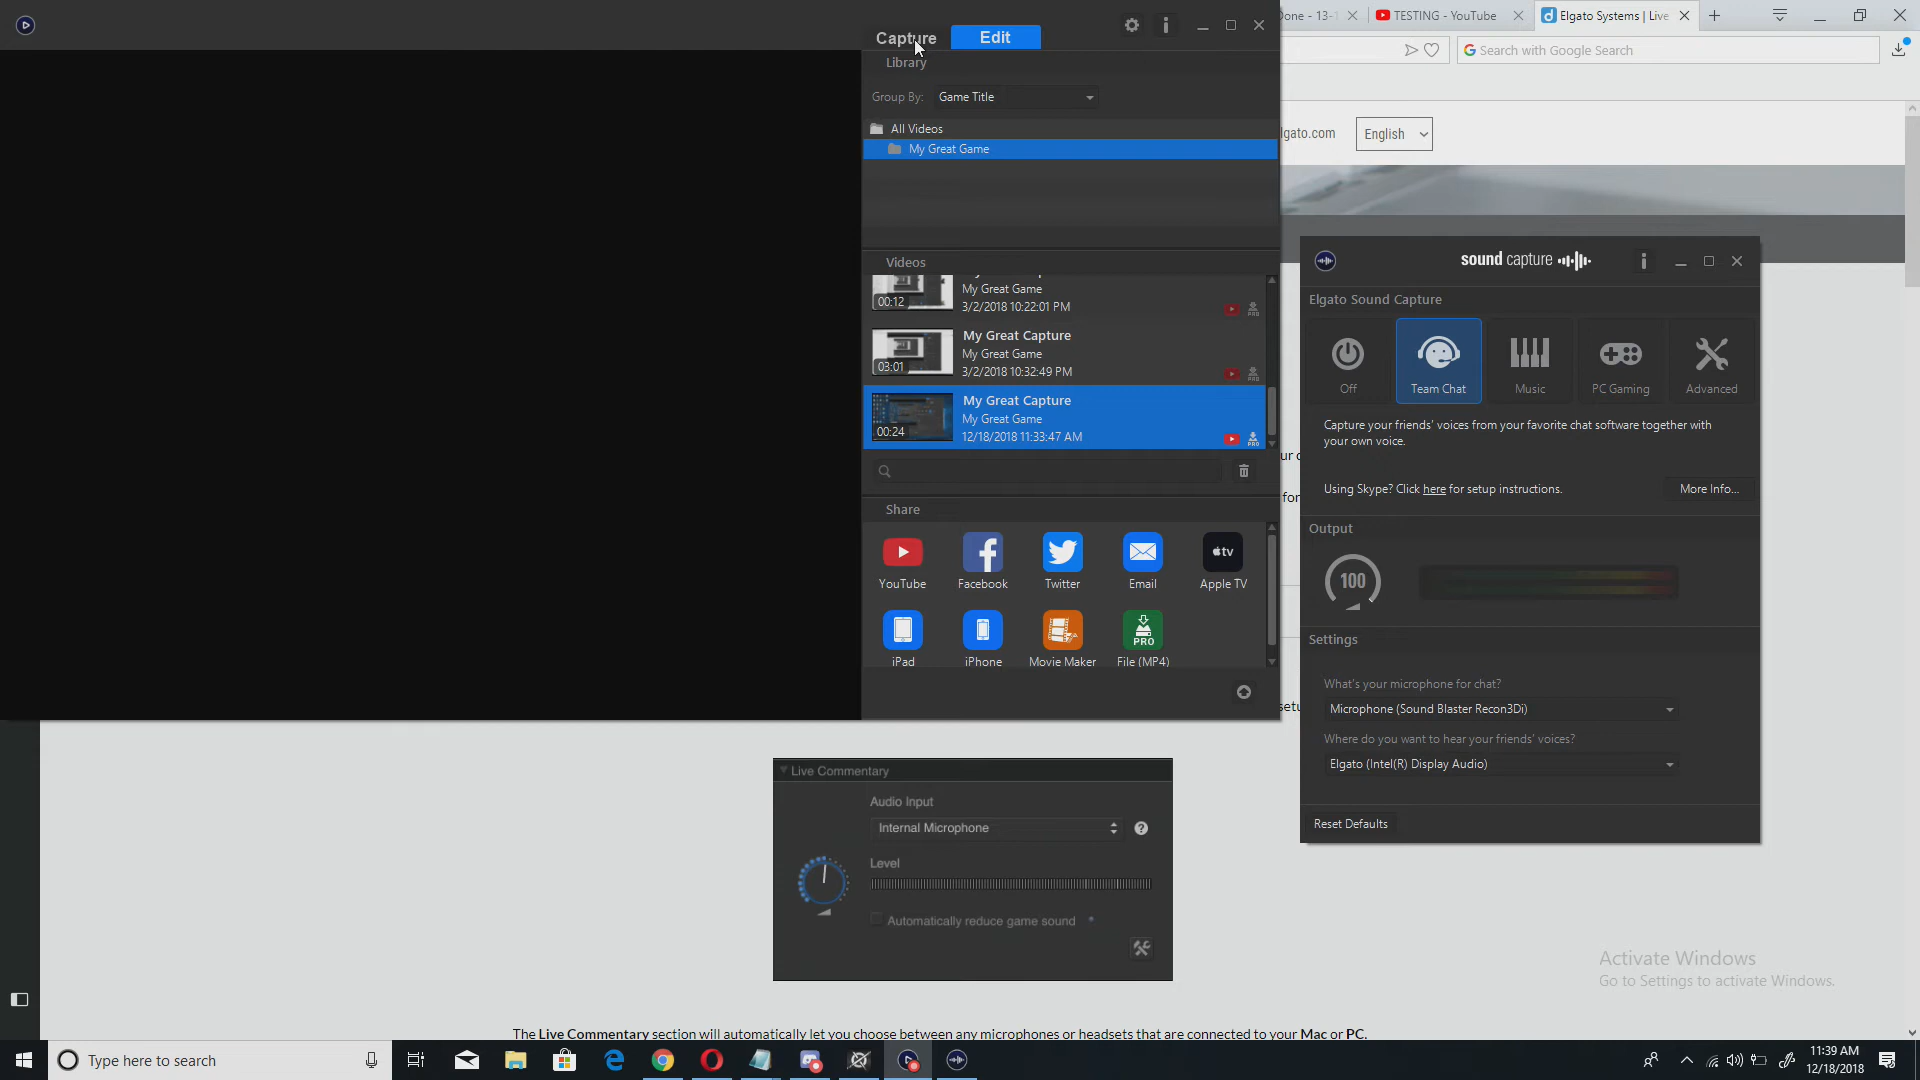 Capture
Edit
Library
Group By:
Game Title
All Videos
My Great Game
Videos
00:12
My Great Game
3/2/2018 10:22:01 PM
03:01
My Great Capture
My Great Game
3/2/2018 10:32:49 PM
00:24
My Great Capture
My Great Game
12/18/2018 11:33:47 AM
Share
YouTube
Facebook
Twitter
Email
tv
Apple TV
iPad
iPhone
Movie Maker
PRO
File (MP4)
Done - 13-1
TESTING - YouTube
Elgato Systems | Live
Search with Google Search
lgato.com
English
sound capture
Elgato Sound Capture
Off
Team Chat
Music
PC Gaming
Advanced
Capture your friends' voices from your favorite chat software together with
your own voice.
Using Skype? Click here for setup instructions.
More Info...
Output
100
Settings
What's your microphone for chat?
Microphone (Sound Blaster Recon3Di)
Where do you want to hear your friends' voices?
Elgato (Intel(R) Display Audio)
Reset Defaults
Live Commentary
Audio Input
Internal Microphone
Level
Automatically reduce game sound
Activate Windows
Go to Settings to activate Windows.
The Live Commentary section will automatically let you choose between any microphones or headsets that are connected to your Mac or PC.
Type here to search
11:39 AM
12/18/2018